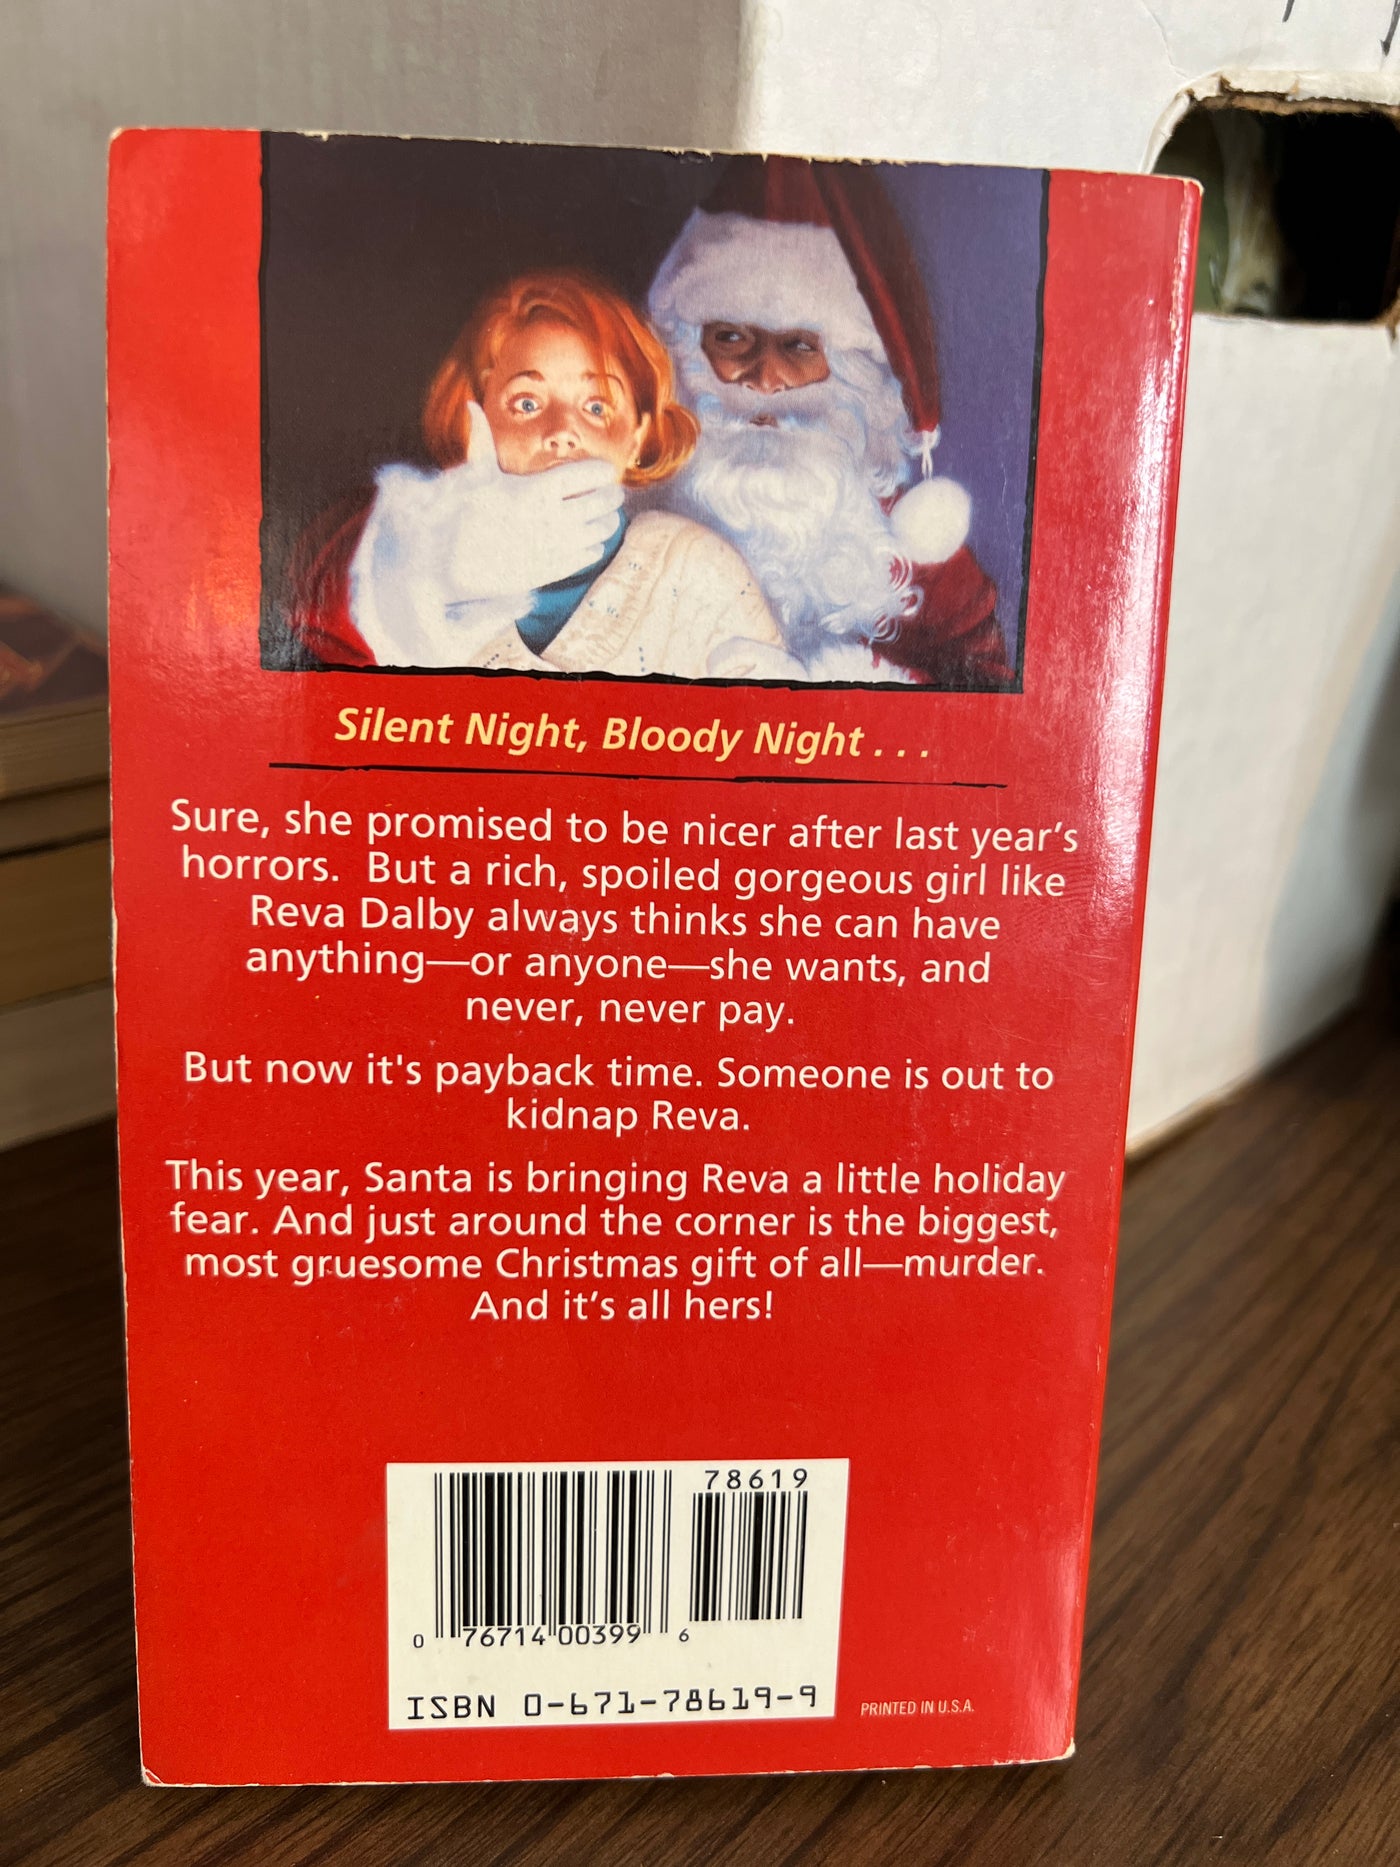 Silent Night, Bloody Night . . .
Sure, she promised to be nicer after last year's
horrors. But a rich, spoiled gorgeous girl like
Reva Dalby always thinks she can have
anything—or anyone—she wants, and
never, never pay.
But now it's payback time. Someone is out to
kidnap Reva.
This year, Santa is bringing Reva a little holiday
fear. And just around the corner is the biggest,
most gruesome Christmas gift of all—murder.
And it's all hers!
78619
0 76714 00399 6
ISBN 0-671-78619-9
PRINTED IN U.S.A.